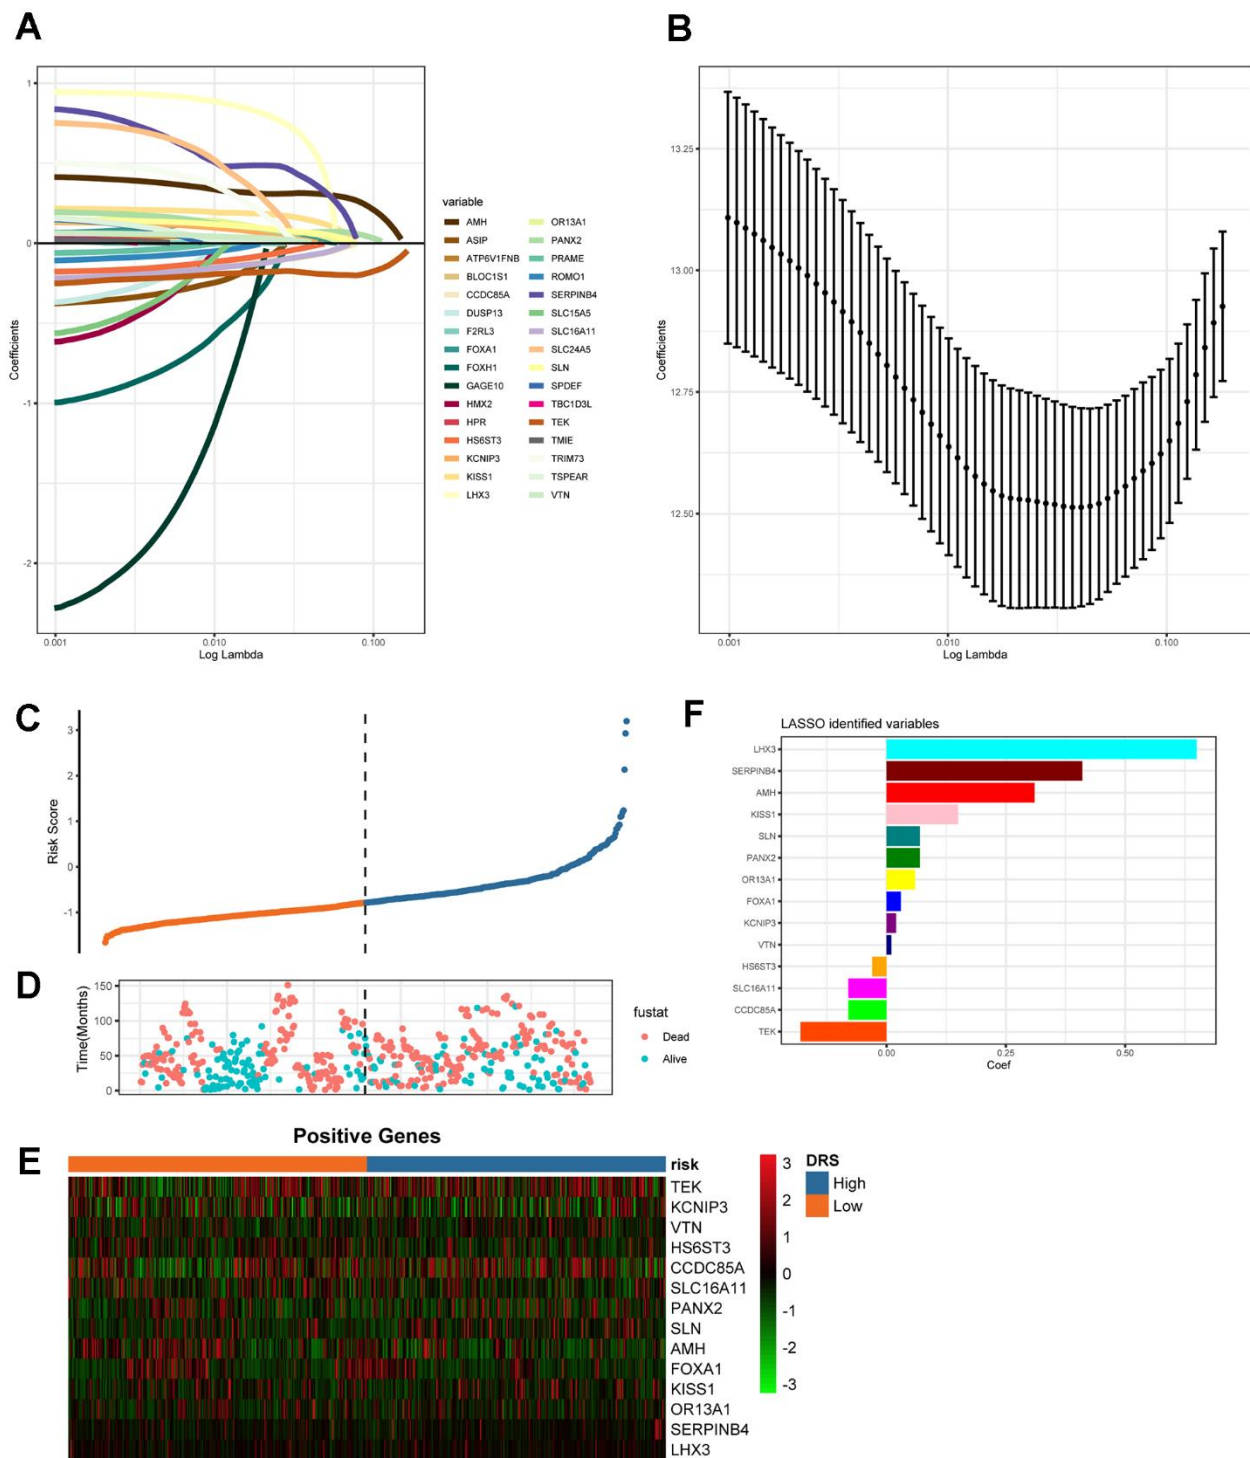 A
1
0
-1
-2
Coefficients
0.001
0.010
0.100
Log Lambda
variable
AMH
ASIP
ATP6V1FNB
BLOC1S1
CCDC85A
DUSP13
F2RL3
FOXA1
FOXH1
GAGE10
HMX2
HPR
HS6ST3
KCNIP3
KISS1
LHX3
OR13A1
PANX2
PRAME
ROMO1
SERPINB4
SLC15A5
SLC16A11
SLC24A5
SLN
SPDEF
TBC1D3L
TEK
TMIE
TRIM73
TSPEAR
VTN
B
13.25
13.00
12.75
12.50
Coefficients
0.001
0.010
0.100
Log Lambda
C
3
2
1
0
-1
Risk Score
D
150
100
50
0
Time(Months)
fustat
Dead
Alive
F
LASSO identified variables
LHX3
SERPINB4
AMH
KISS1
SLN
PANX2
OR13A1
FOXA1
KCNIP3
VTN
HS6ST3
SLC16A11
CCDC85A
TEK
0.00
0.25
0.50
Coef
E
Positive Genes
risk
TEK
KCNIP3
VTN
HS6ST3
CCDC85A
SLC16A11
PANX2
SLN
AMH
FOXA1
KISS1
OR13A1
SERPINB4
LHX3
3
2
1
0
-1
-2
-3
DRS
High
Low